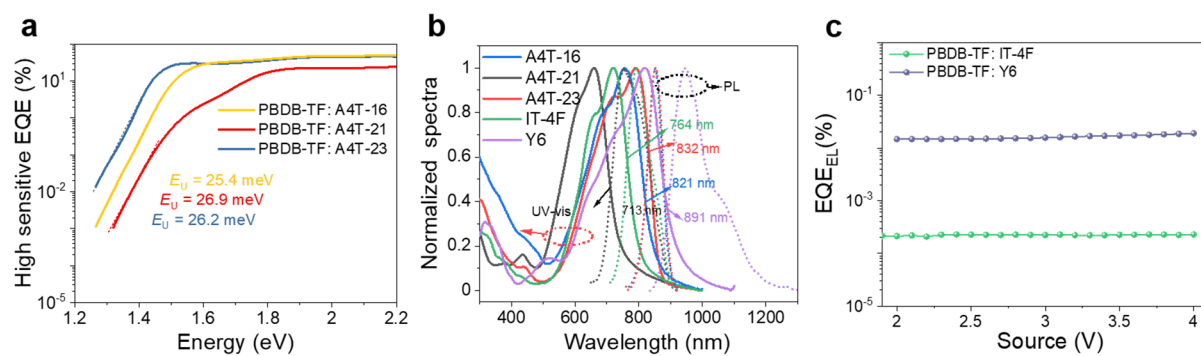 a
High sensitive EQE (%)
10¹
10⁻²
10⁻⁵
PBDB-TF: A4T-16
PBDB-TF: A4T-21
PBDB-TF: A4T-23
E_U = 25.4 meV
E_U = 26.9 meV
E_U = 26.2 meV
1.2 1.4 1.6 1.8 2.0 2.2
Energy (eV)
b
Normalized spectra
1
0.8
0.6
0.4
0.2
0
A4T-16
A4T-21
A4T-23
IT-4F
Y6
PL
764 nm
832 nm
821 nm
UV-vis
713 nm
891 nm
400 600 800 1000 1200
Wavelength (nm)
c
EQE_EL(%)
10⁻¹
10⁻³
10⁻⁵
PBDB-TF: IT-4F
PBDB-TF: Y6
2 2.5 3 3.5 4
Source (V)